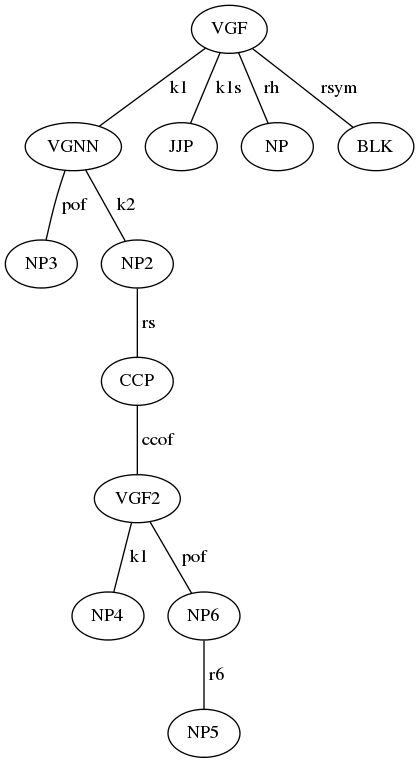 VGF
k1 k1s rh rsym
VGNN JJP NP BLK
pof k2
NP3 NP2
rs
CCP
ccof
VGF2
k1 pof
NP4 NP6
r6
NP5